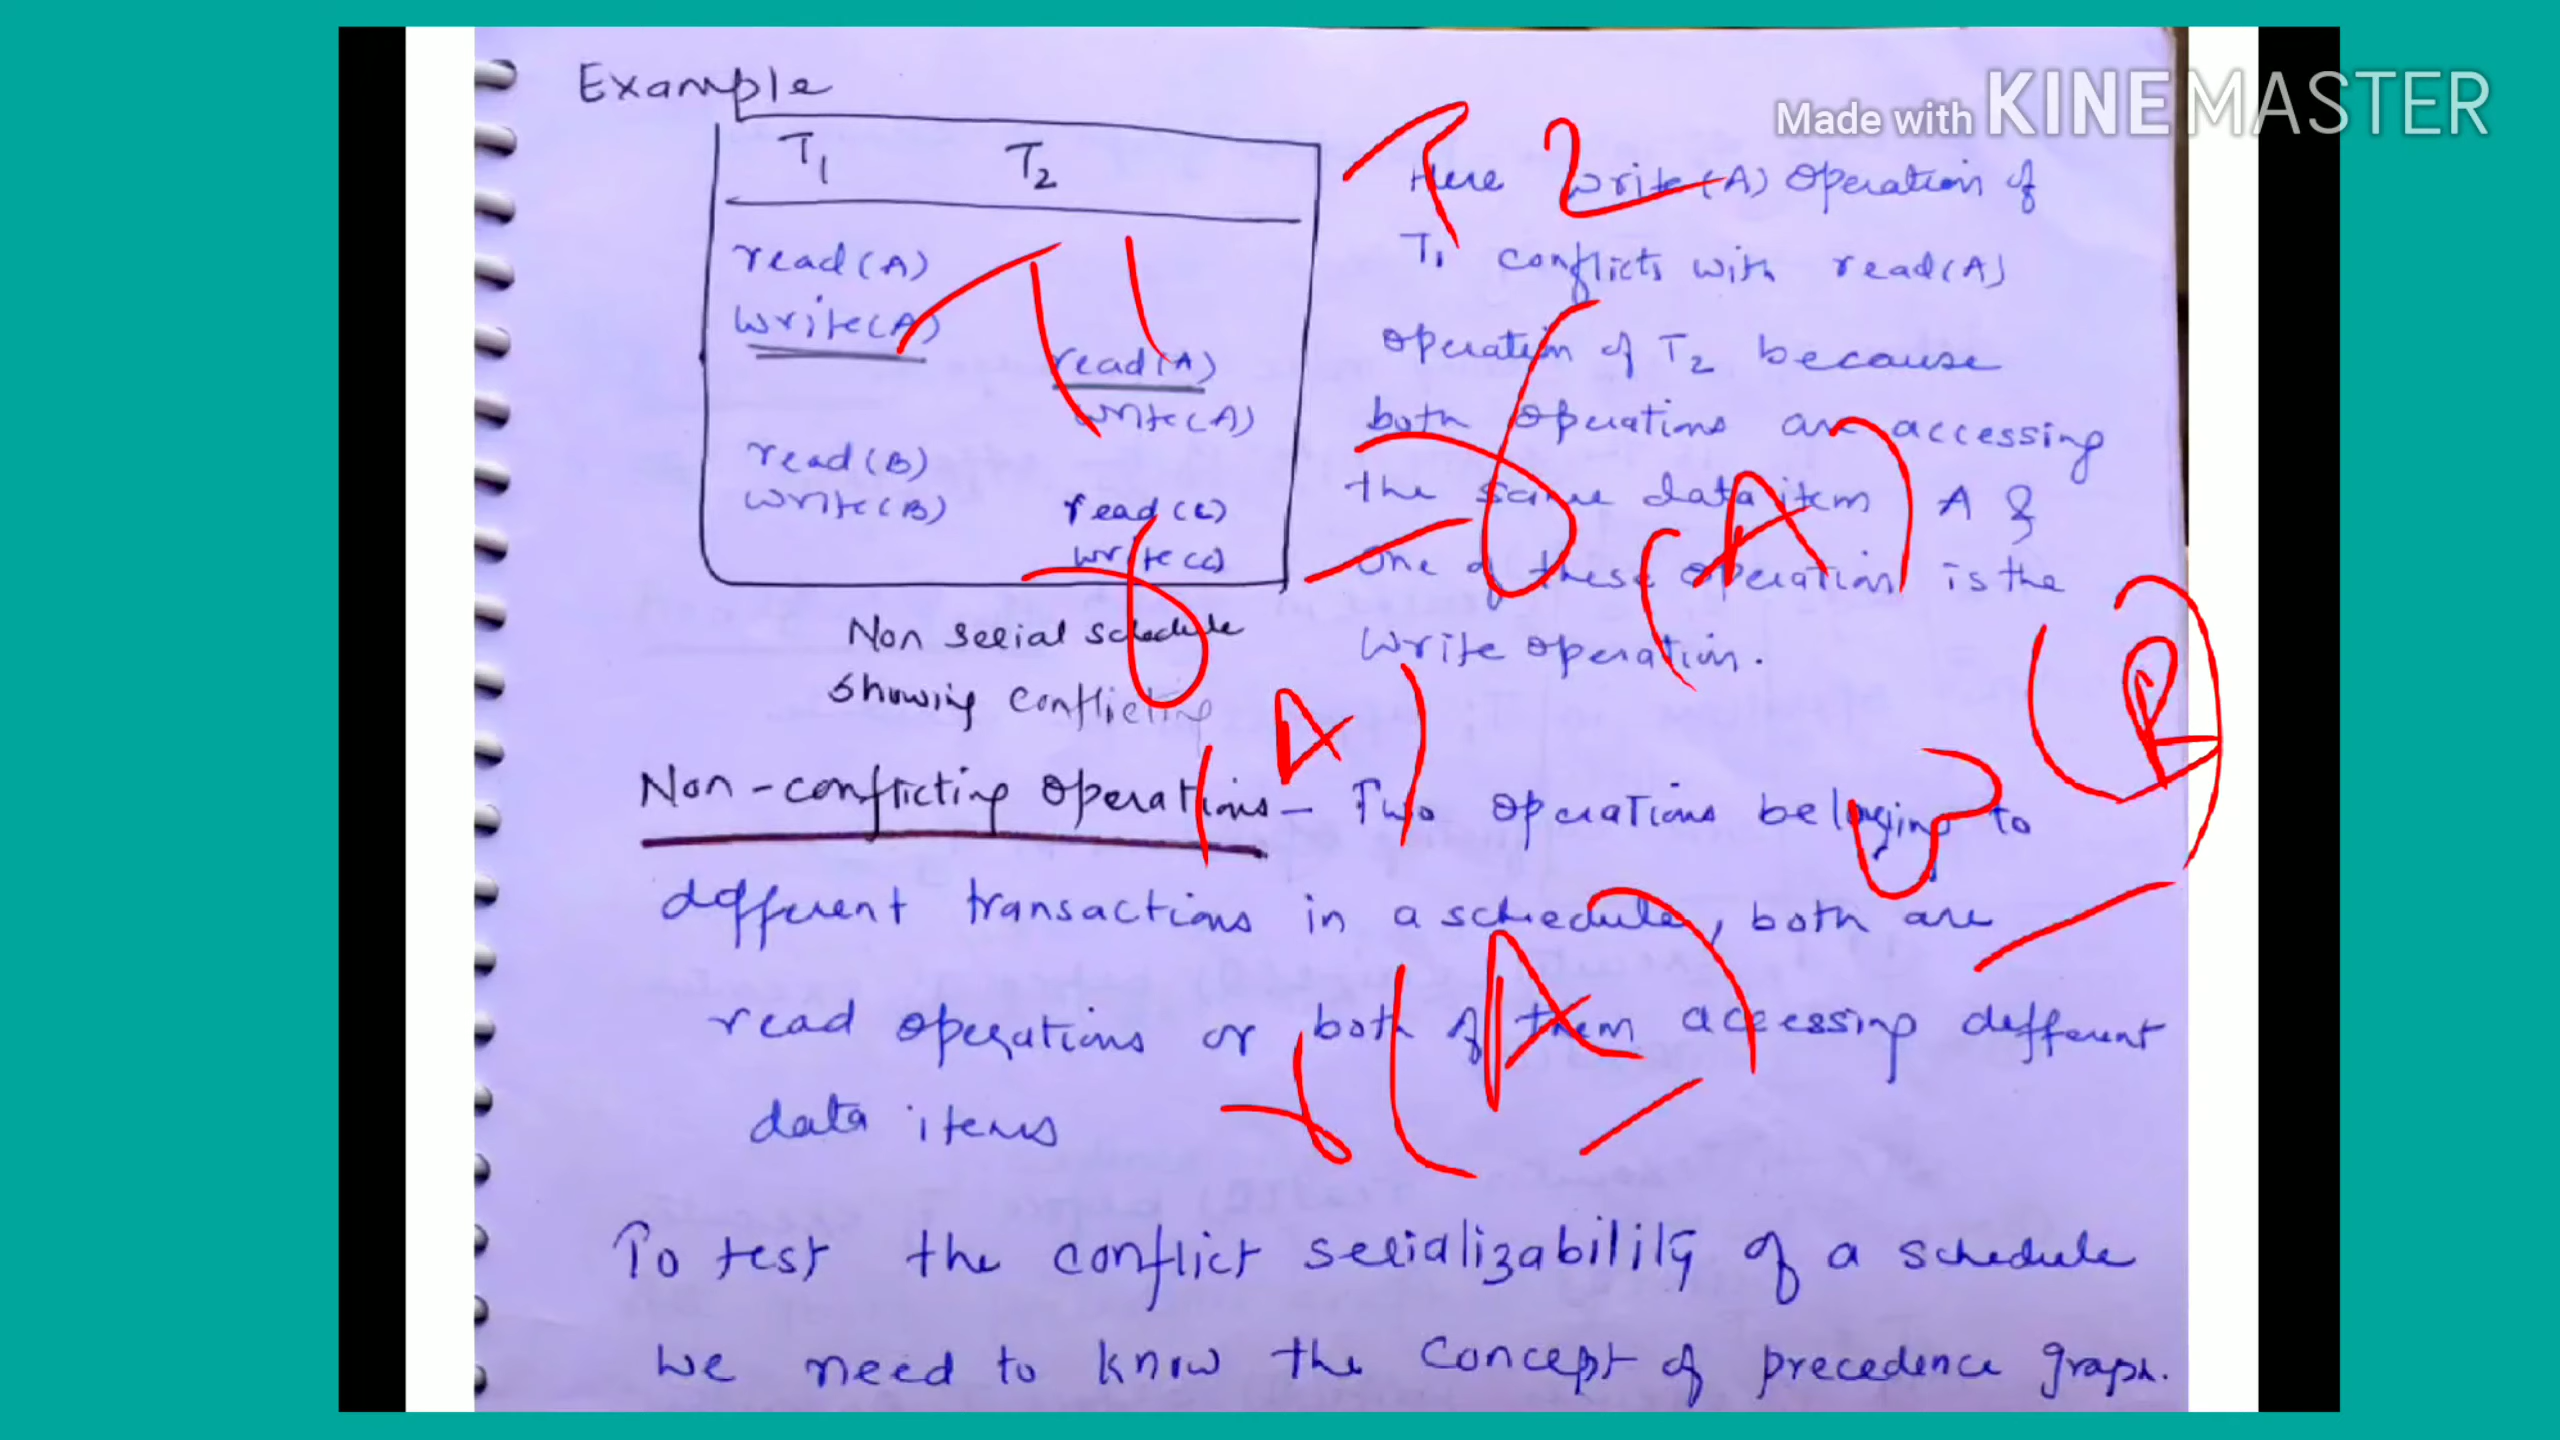 Made with KINEMASTER
Example
T1 T2
read(A)
write(A)
read(A)
write(A)
read(B)
write(B)
read(C)
write(C)
Non serial schedule
showing conflicting
Here write(A) operation of
T1 conflicts with read(A)
operation of T2 because
both operations are accessing
the same data item A &
one of these operation is the
write operation.
T1
T2
(A)
(A)
(A)
Non-conflicting operations - Two operations belonging to
different transactions in a schedule, both are
read operations or both of them accessing different
data items
To test the conflict serializability of a schedule
we need to know the concept of precedence graph.